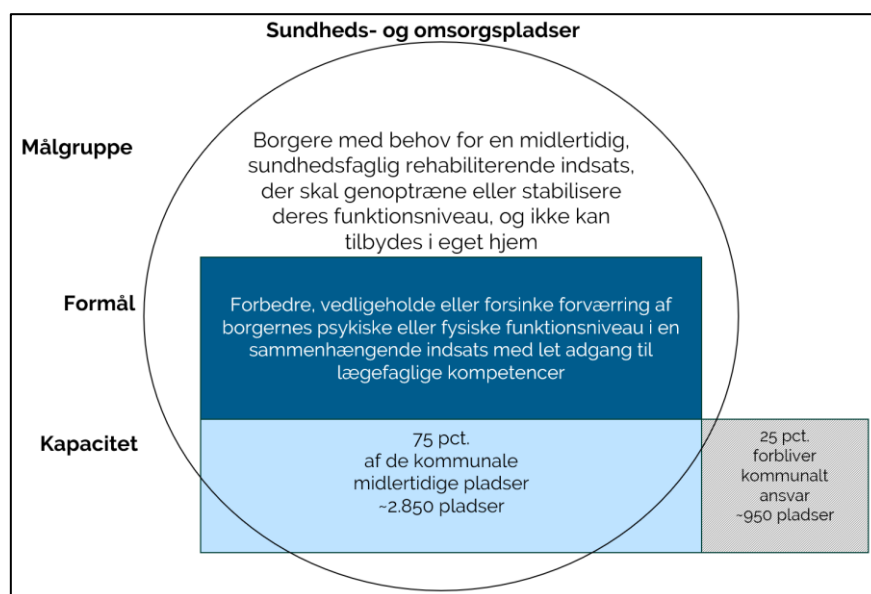 Sundheds- og omsorgspladser
Målgruppe
Borgere med behov for en midlertidig,
sundhedsfaglig rehabiliterende indsats,
der skal genoptræne eller stabilisere
deres funktionsniveau, og ikke kan
tilbydes i eget hjem
Formål
Forbedre, vedligeholde eller forsinke forværring af
borgernes psykiske eller fysiske funktionsniveau i en
sammenhængende indsats med let adgang til
lægefaglige kompetencer
Kapacitet
75 pct.
af de kommunale
midlertidige pladser
~2.850 pladser
25 pct.
forbliver
kommunalt
ansvar
~950 pladser